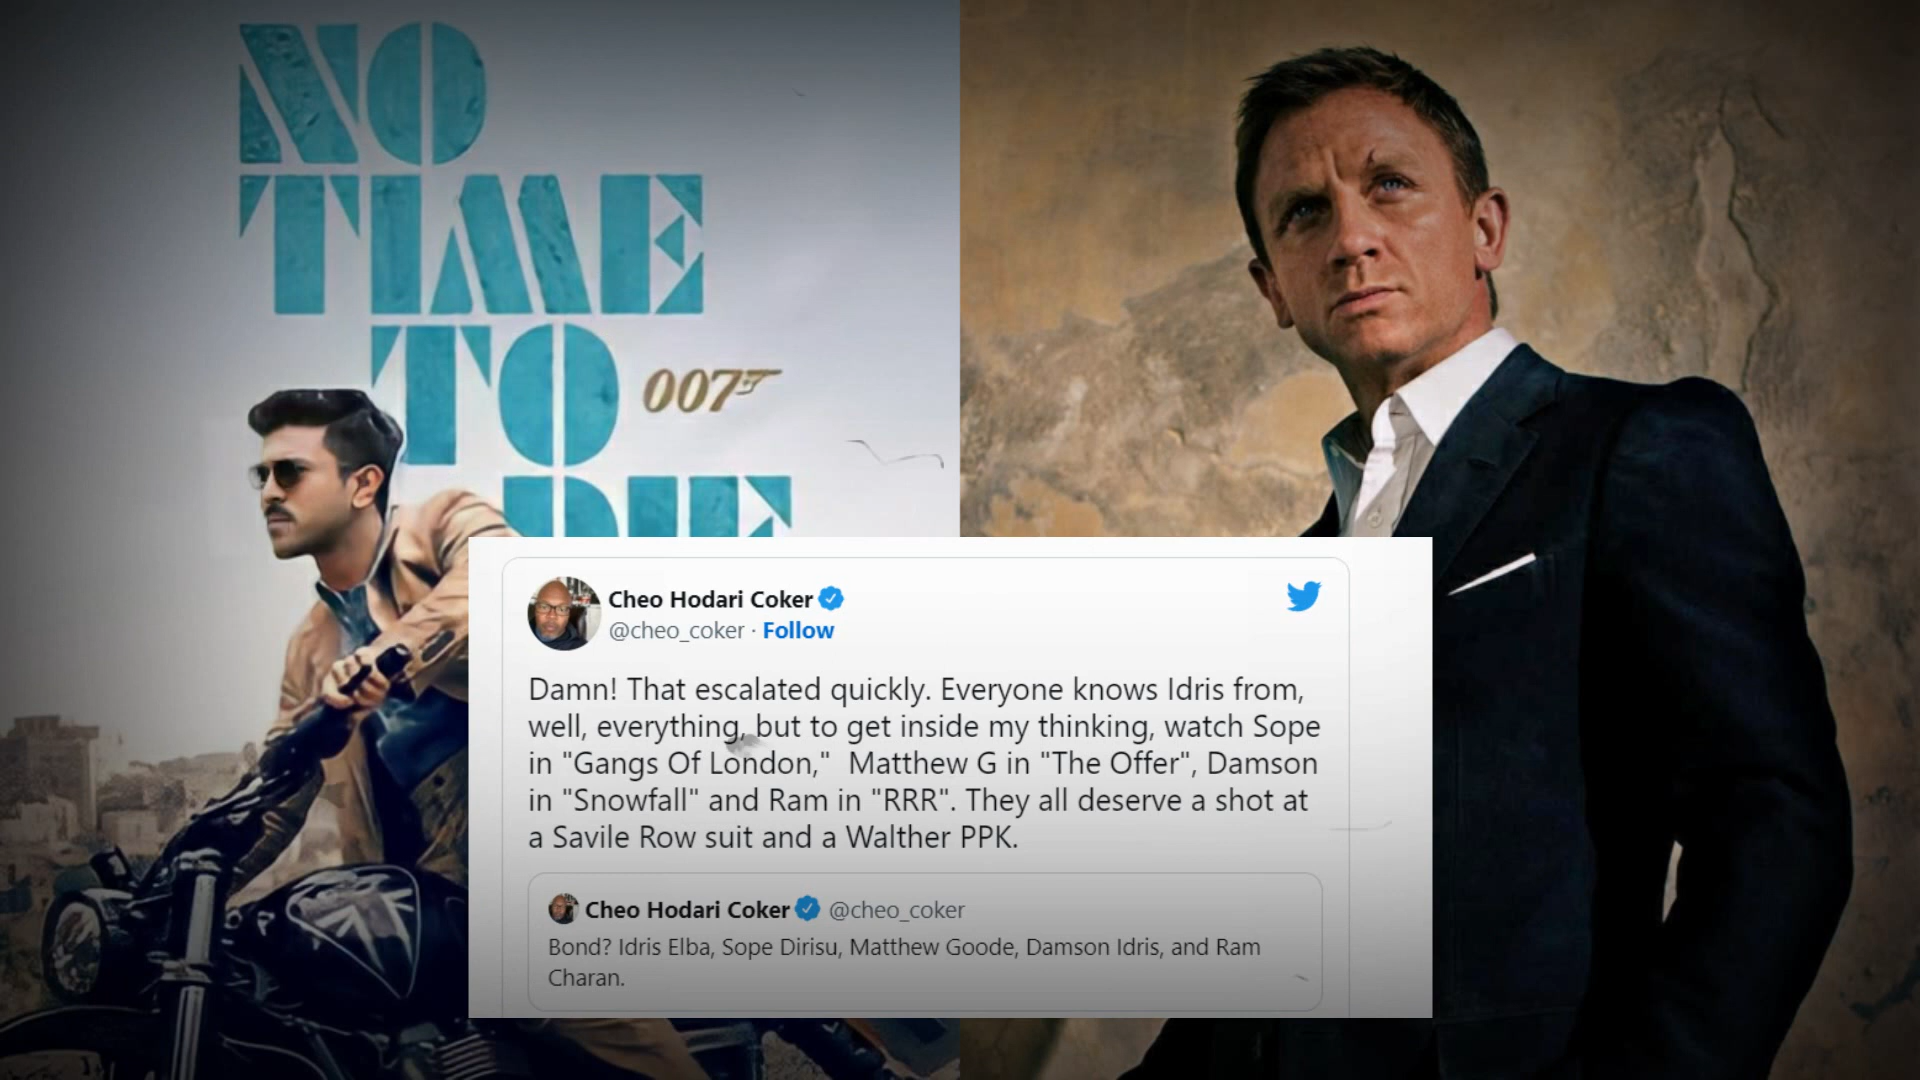 NO
TIME
TO
007
DIE
Cheo Hodari Coker
@cheo_coker · Follow
Damn! That escalated quickly. Everyone knows Idris from,
well, everything, but to get inside my thinking, watch Sope
in "Gangs Of London,"  Matthew G in "The Offer", Damson
in "Snowfall" and Ram in "RRR". They all deserve a shot at
a Savile Row suit and a Walther PPK.
Cheo Hodari Coker @cheo_coker
Bond? Idris Elba, Sope Dirisu, Matthew Goode, Damson Idris, and Ram
Charan.